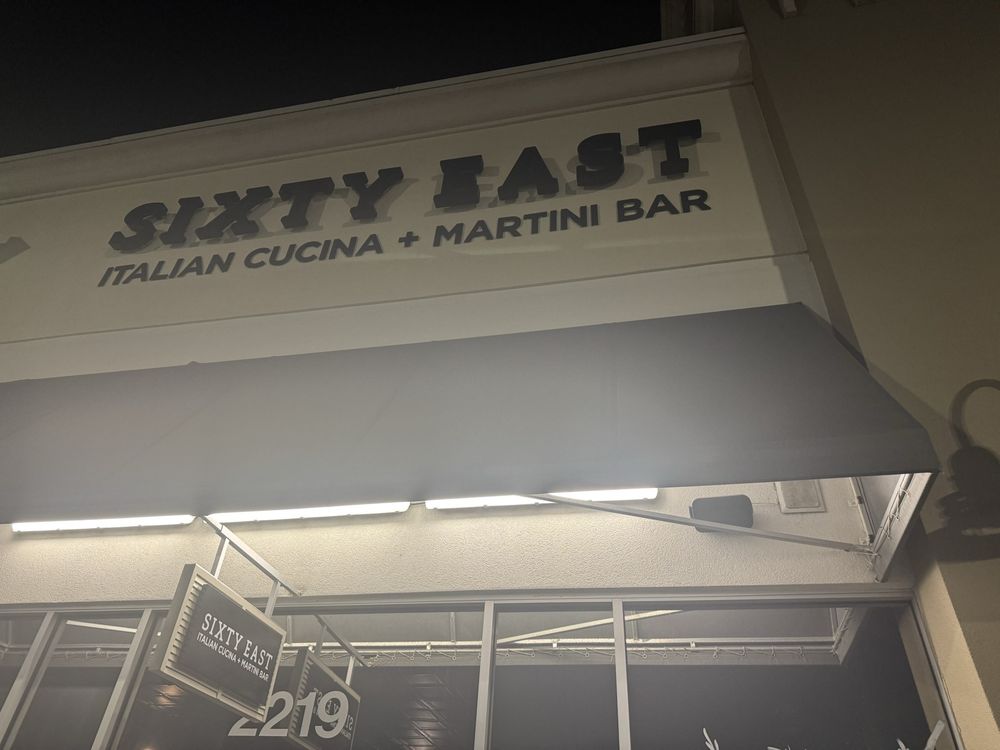 SIXTY EAST
ITALIAN CUCINA + MARTINI BAR
SIXTY EAST
ITALIAN CUCINA + MARTINI BAR
2219